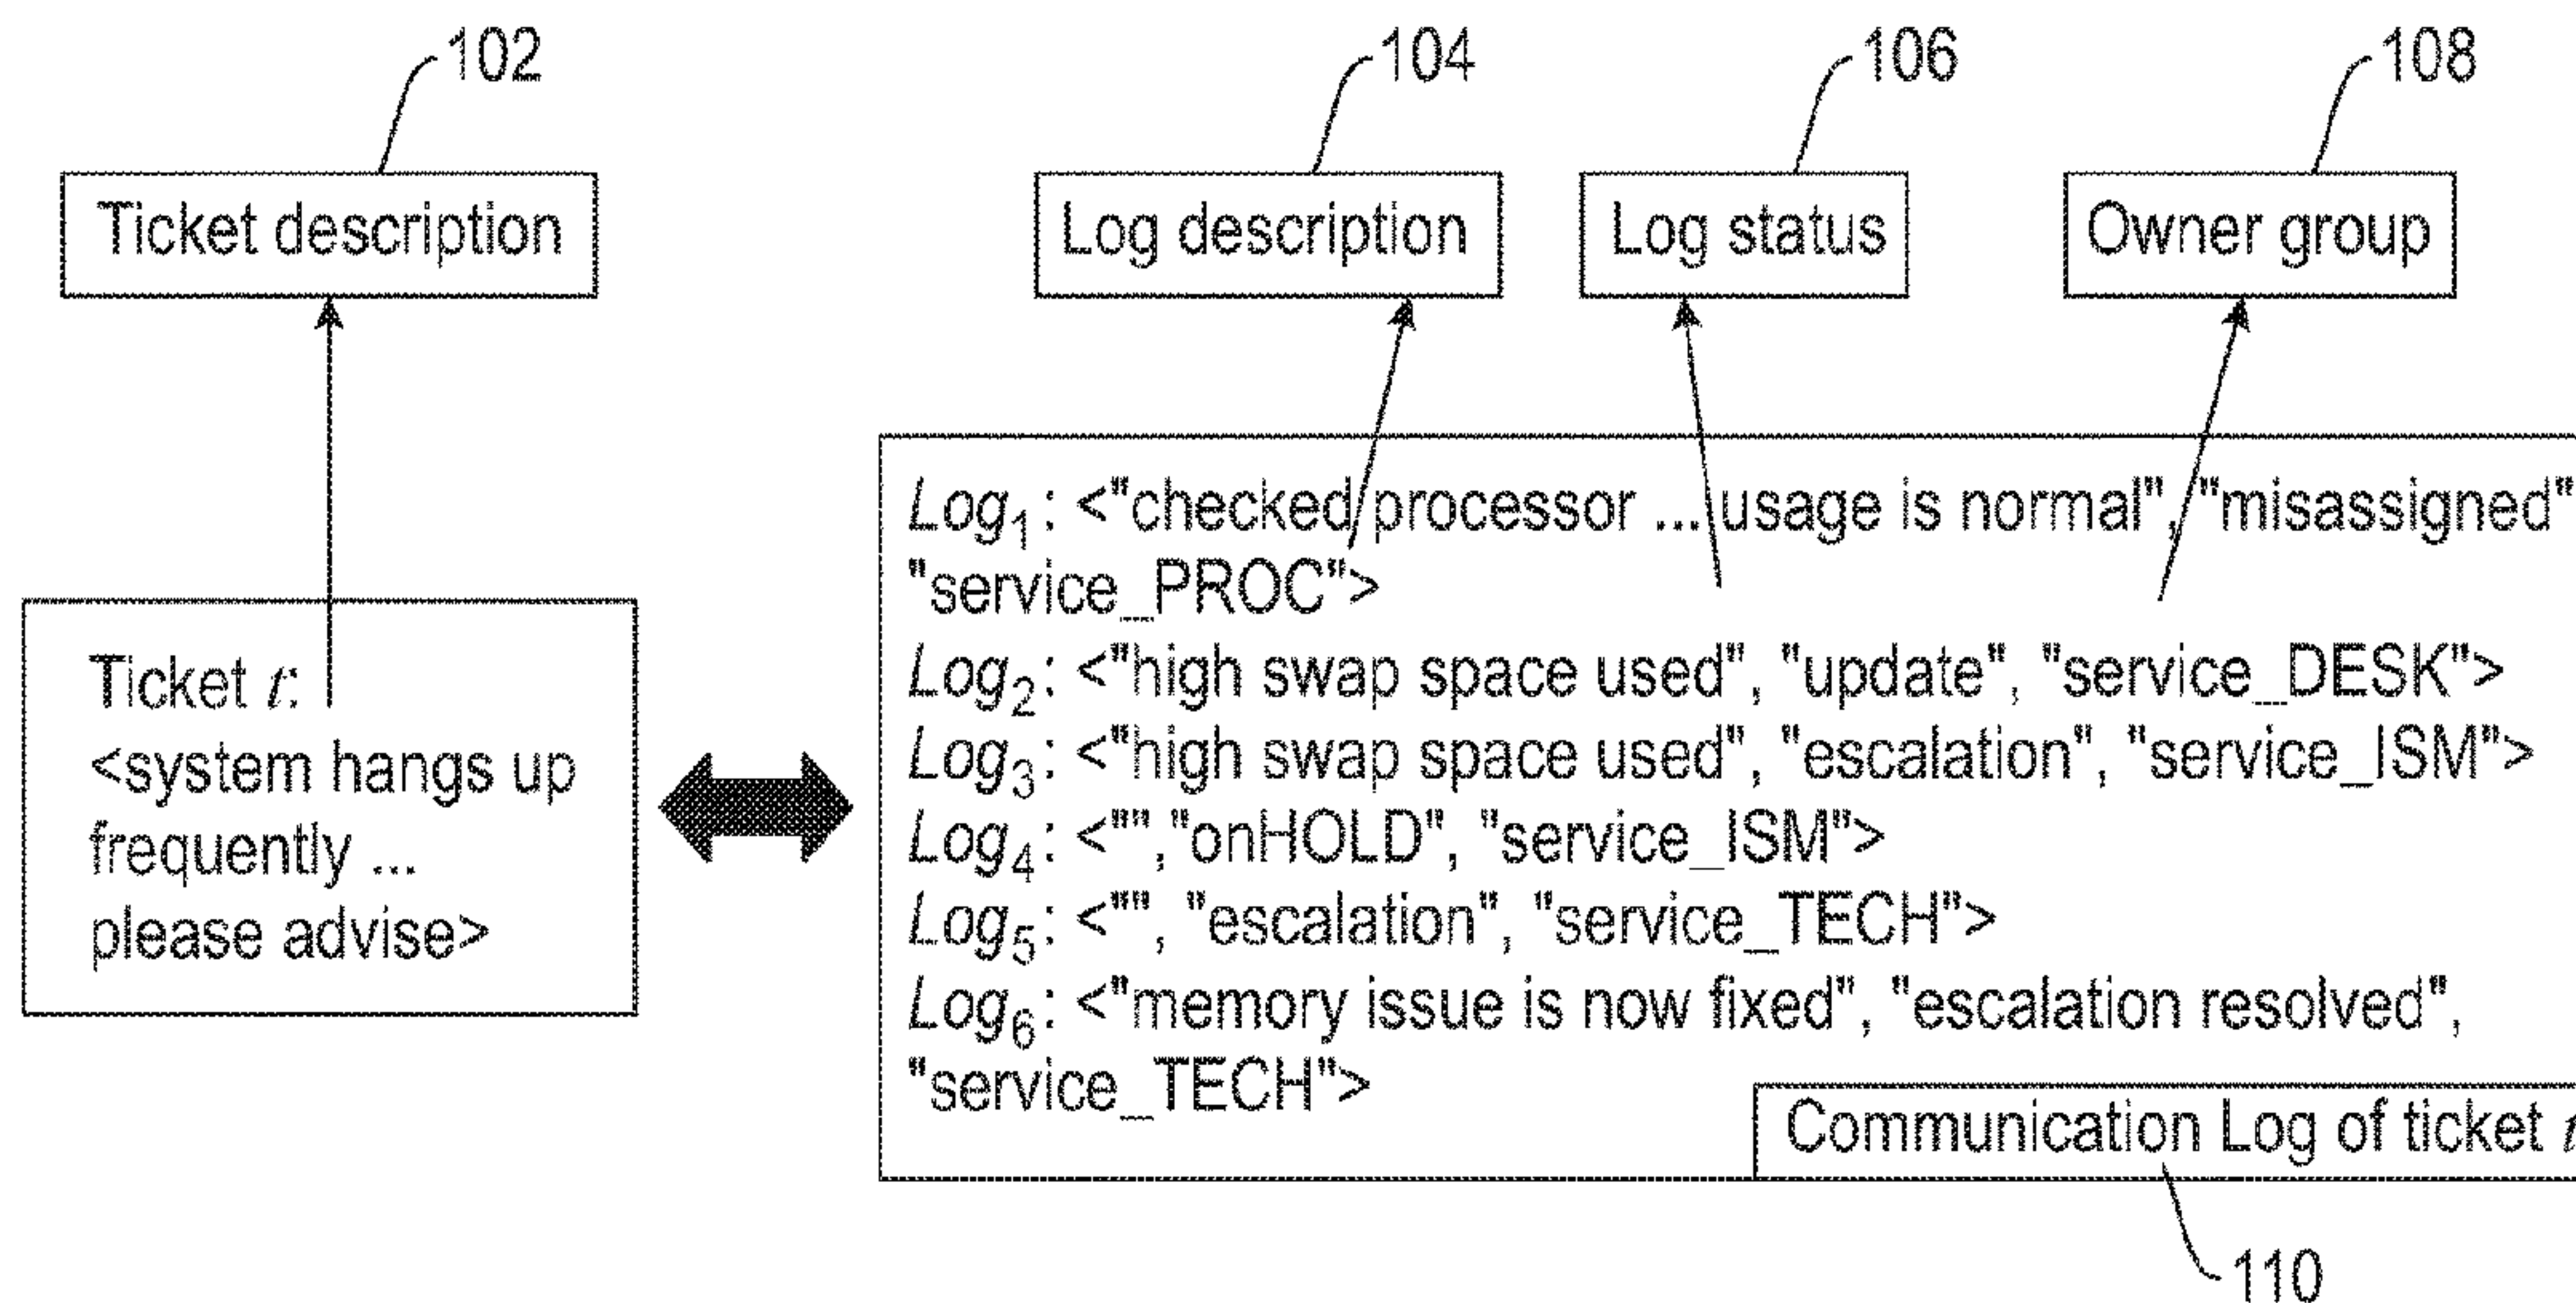 102
104
106
108
Ticket description
Log description
Log status
Owner group
Ticket t:
<system hangs up
frequently ...
please advise>
Log1: <"checked processor ... usage is normal", "misassigned"
"service_PROC">
Log2: <"high swap space used", "update", "service_DESK">
Log3: <"high swap space used", "escalation", "service_ISM">
Log4: <"","onHOLD", "service_ISM">
Log5: <"", "escalation", "service_TECH">
Log6: <"memory issue is now fixed", "escalation resolved",
"service_TECH">
Communication Log of ticket t
110